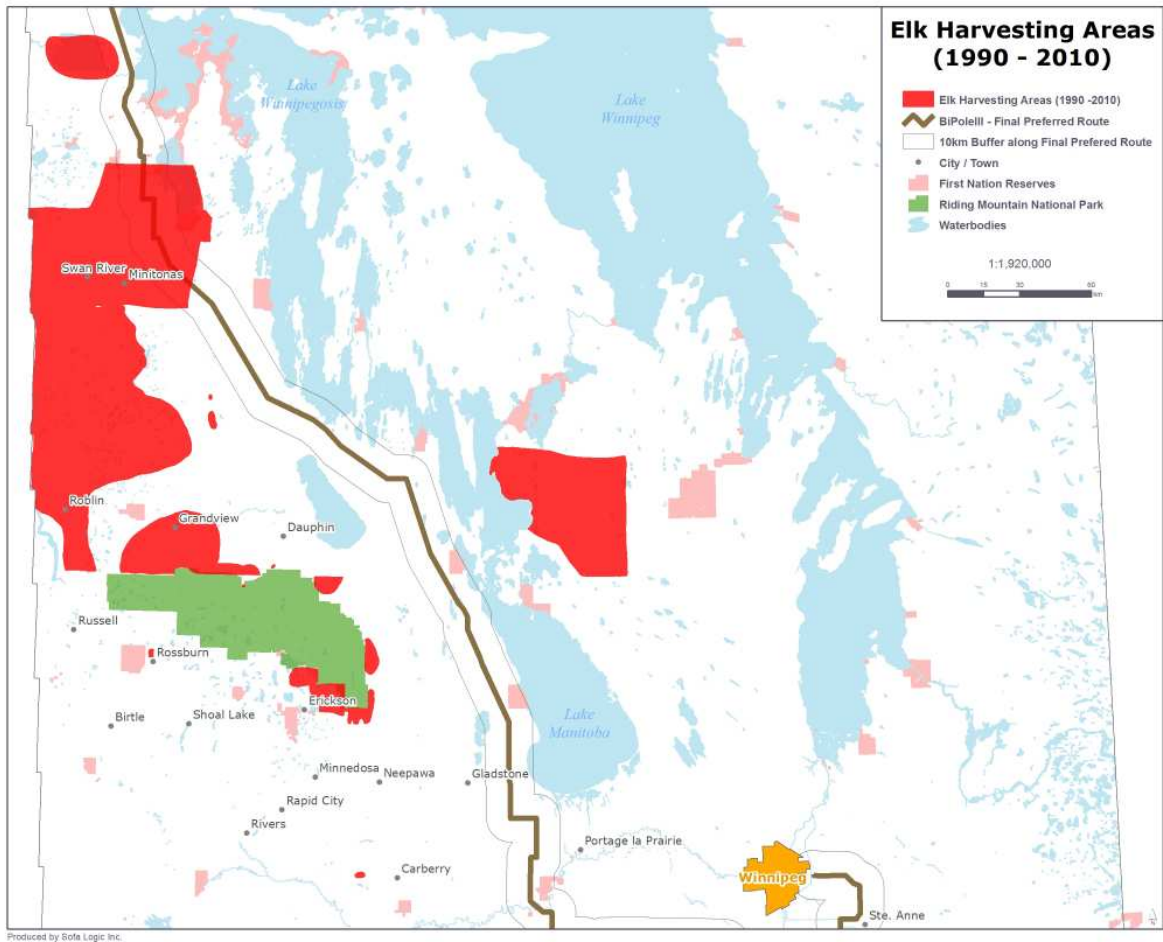 Elk Harvesting Areas
(1990 - 2010)
Elk Harvesting Areas (1990 -2010)
BiPoleIII - Final Preferred Route
10km Buffer along Final Prefered Route
City / Town
First Nation Reserves
Riding Mountain National Park
Waterbodies
1:1,920,000
0 15 30 60
km
Lake
Winnipegosis
Lake
Winnipeg
Swan River
Minitonas
Roblin
Grandview
Dauphin
Russell
Rossburn
Erickson
Birtle
Shoal Lake
Lake
Manitoba
Minnedosa
Neepawa
Gladstone
Rapid City
Rivers
Portage la Prairie
Carberry
Winnipeg
Ste. Anne
Produced by Sofa Logic Inc.